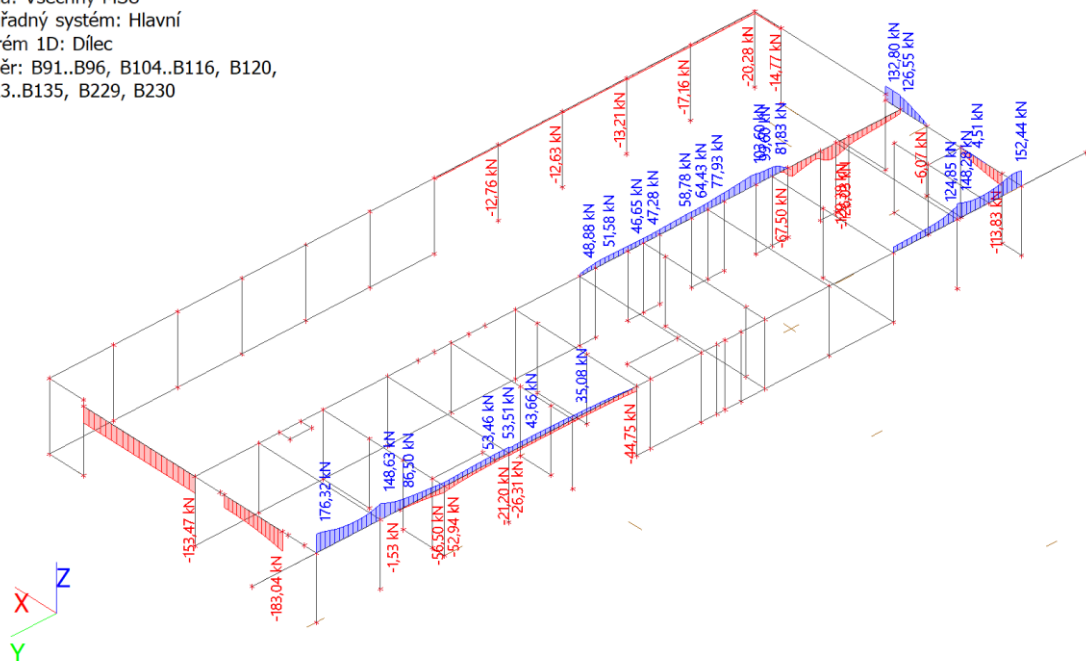 řadný systém: Hlavní
rém 1D: Dílec
ěr: B91..B96, B104..B116, B120,
3..B135, B229, B230
-20,28 kN
-14,77 kN
-17,16 kN
-13,21 kN
-12,63 kN
-12,76 kN
132,80 kN
126,55 kN
152,44 kN
4,51 kN
148,29 kN
124,85 kN
-6,07 kN
-113,83 kN
81,83 kN
-67,50 kN
77,93 kN
64,43 kN
58,78 kN
47,28 kN
46,65 kN
51,58 kN
48,88 kN
35,08 kN
-44,75 kN
43,66 kN
53,51 kN
53,46 kN
-21,20 kN
-26,31 kN
86,50 kN
148,63 kN
176,32 kN
-56,50 kN
-52,94 kN
-1,53 kN
-153,47 kN
-183,04 kN
Z
X
Y